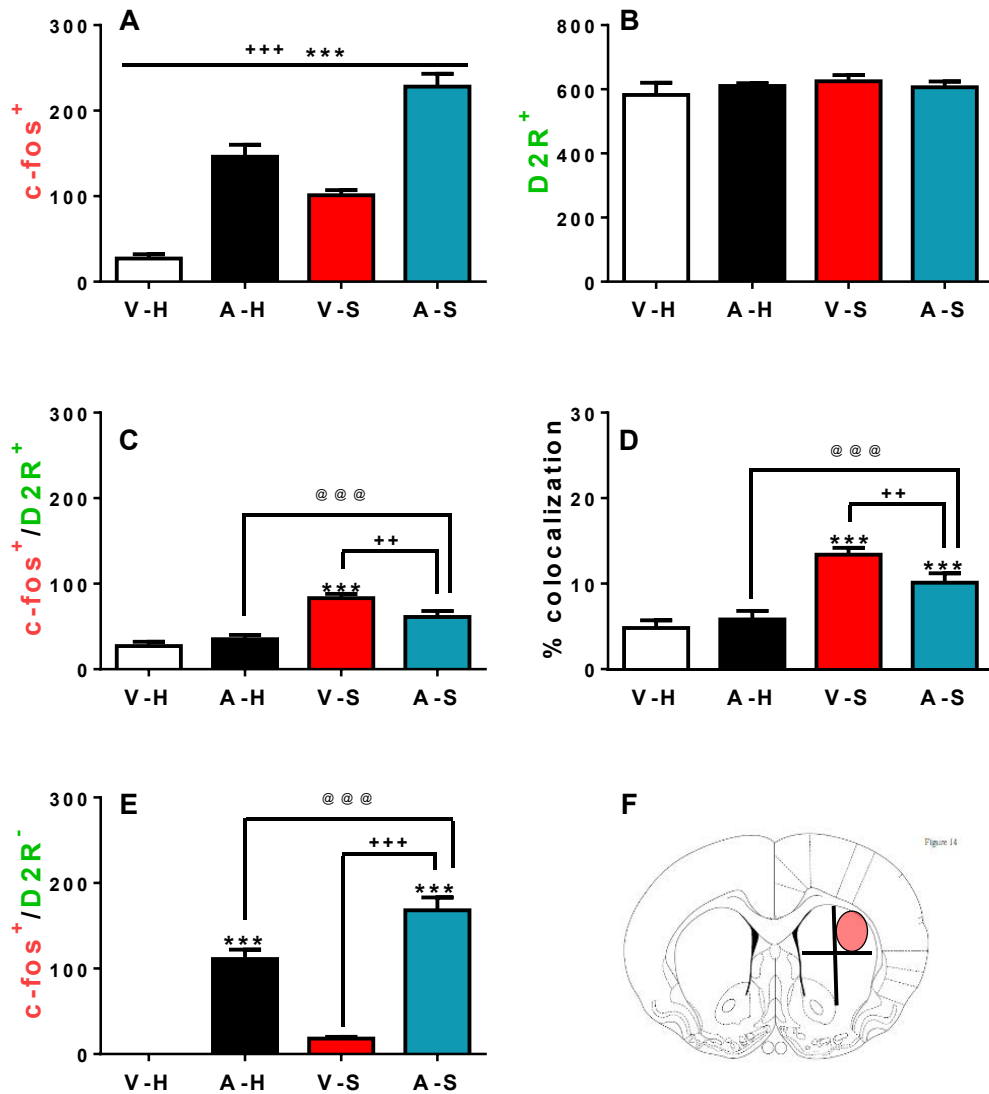 A
300
200
100
0
c-fos⁺
+++ ***
V-H A-H V-S A-S
B
800
600
400
200
0
D2R⁺
V-H A-H V-S A-S
C
300
200
100
0
c-fos⁺/D2R⁺
@@@
++
***
V-H A-H V-S A-S
D
30
20
10
0
% colocalization
@@@
++
*** ***
V-H A-H V-S A-S
E
300
200
100
0
c-fos⁺/D2R⁻
@@@
+++
*** ***
V-H A-H V-S A-S
F
Figure 14